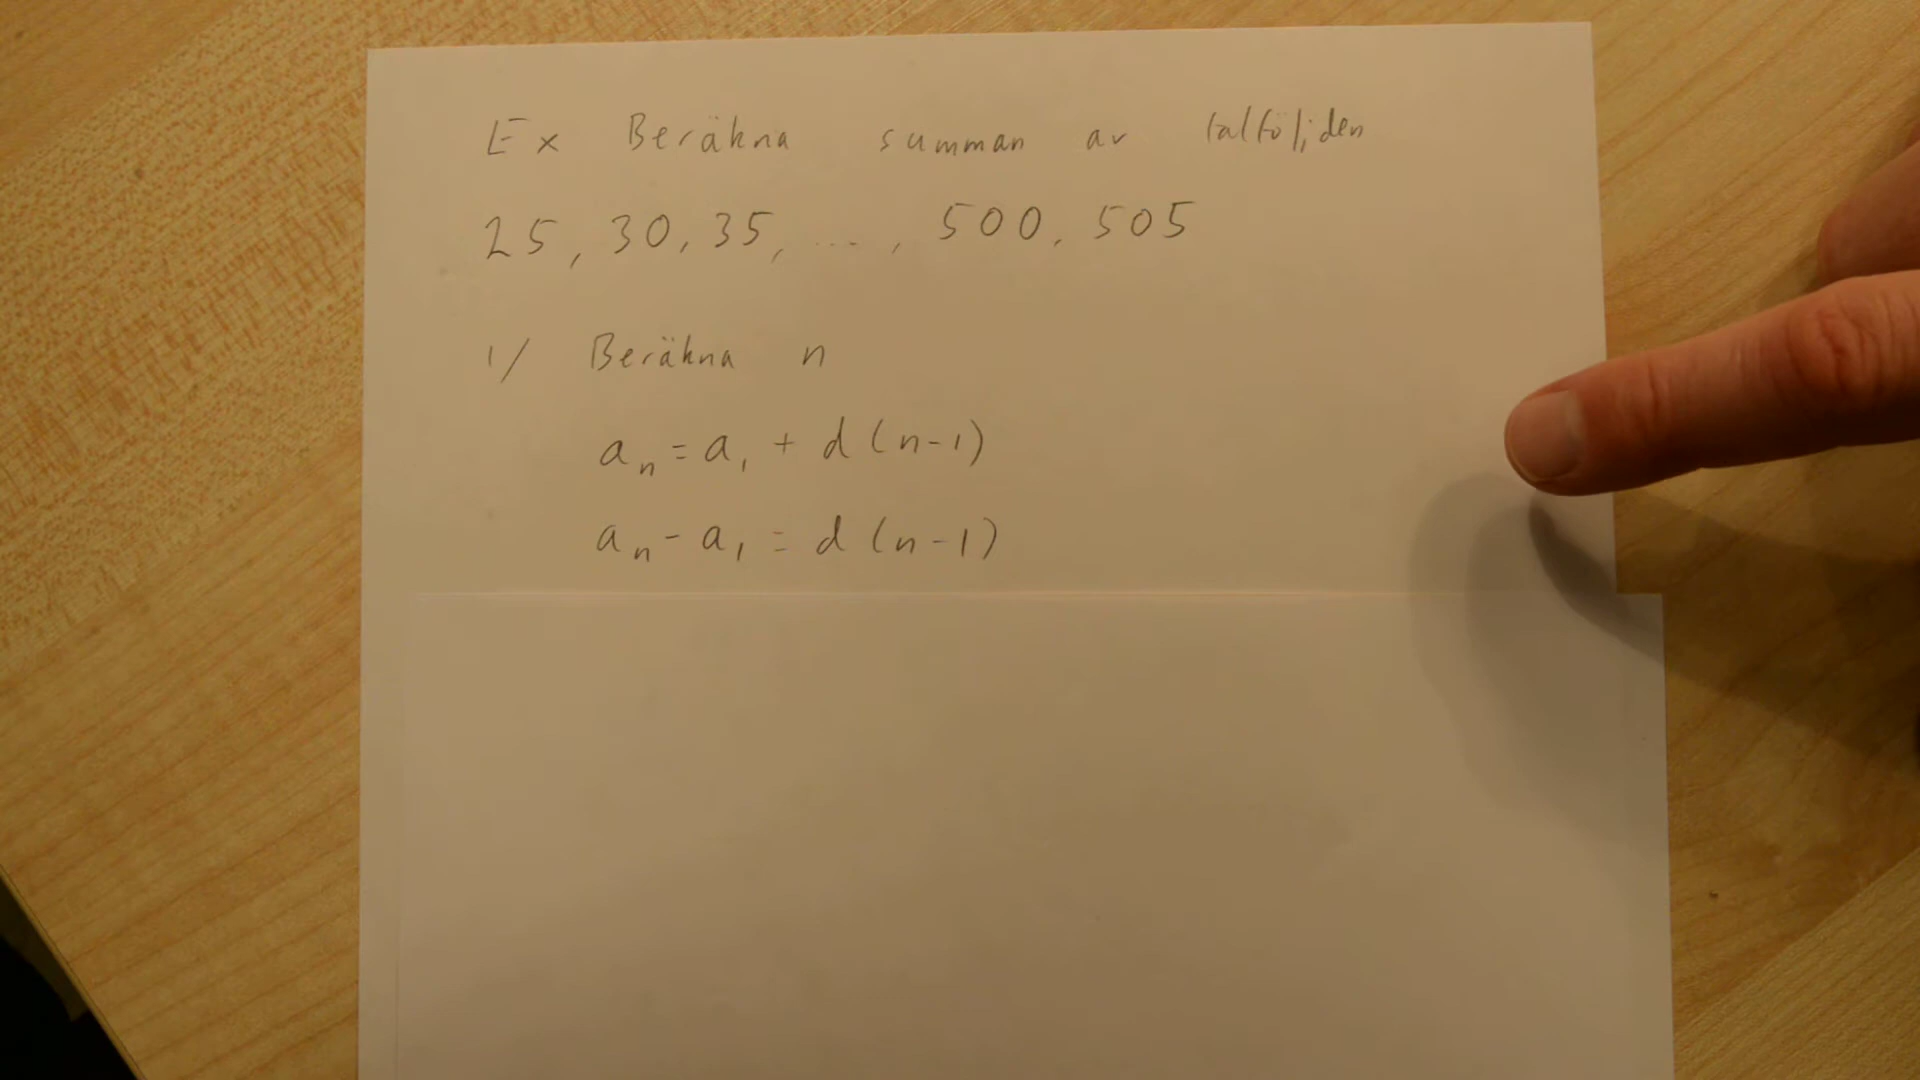 Ex Beräkna summan av talföljden
25, 30, 35, ..., 500, 505
1/ Beräkna n
aₙ = a₁ + d(n-1)
aₙ - a₁ = d(n-1)